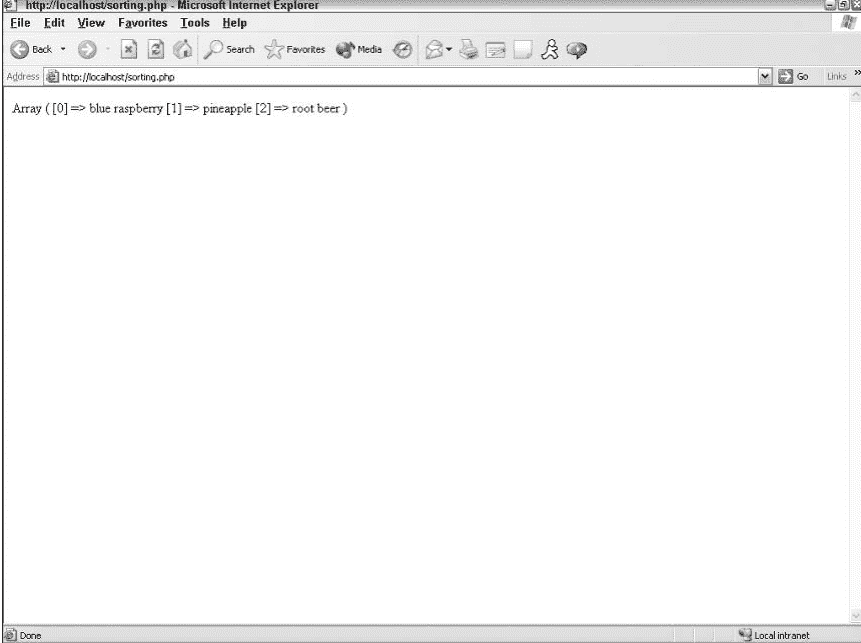 http://localhost/sorting.php - Microsoft Internet Explorer
File Edit View Favorites Tools Help
Back Search Favorites Media
Address http://localhost/sorting.php Go Links »
Array ( [0] => blue raspberry [1] => pineapple [2] => root beer )
Done Local intranet